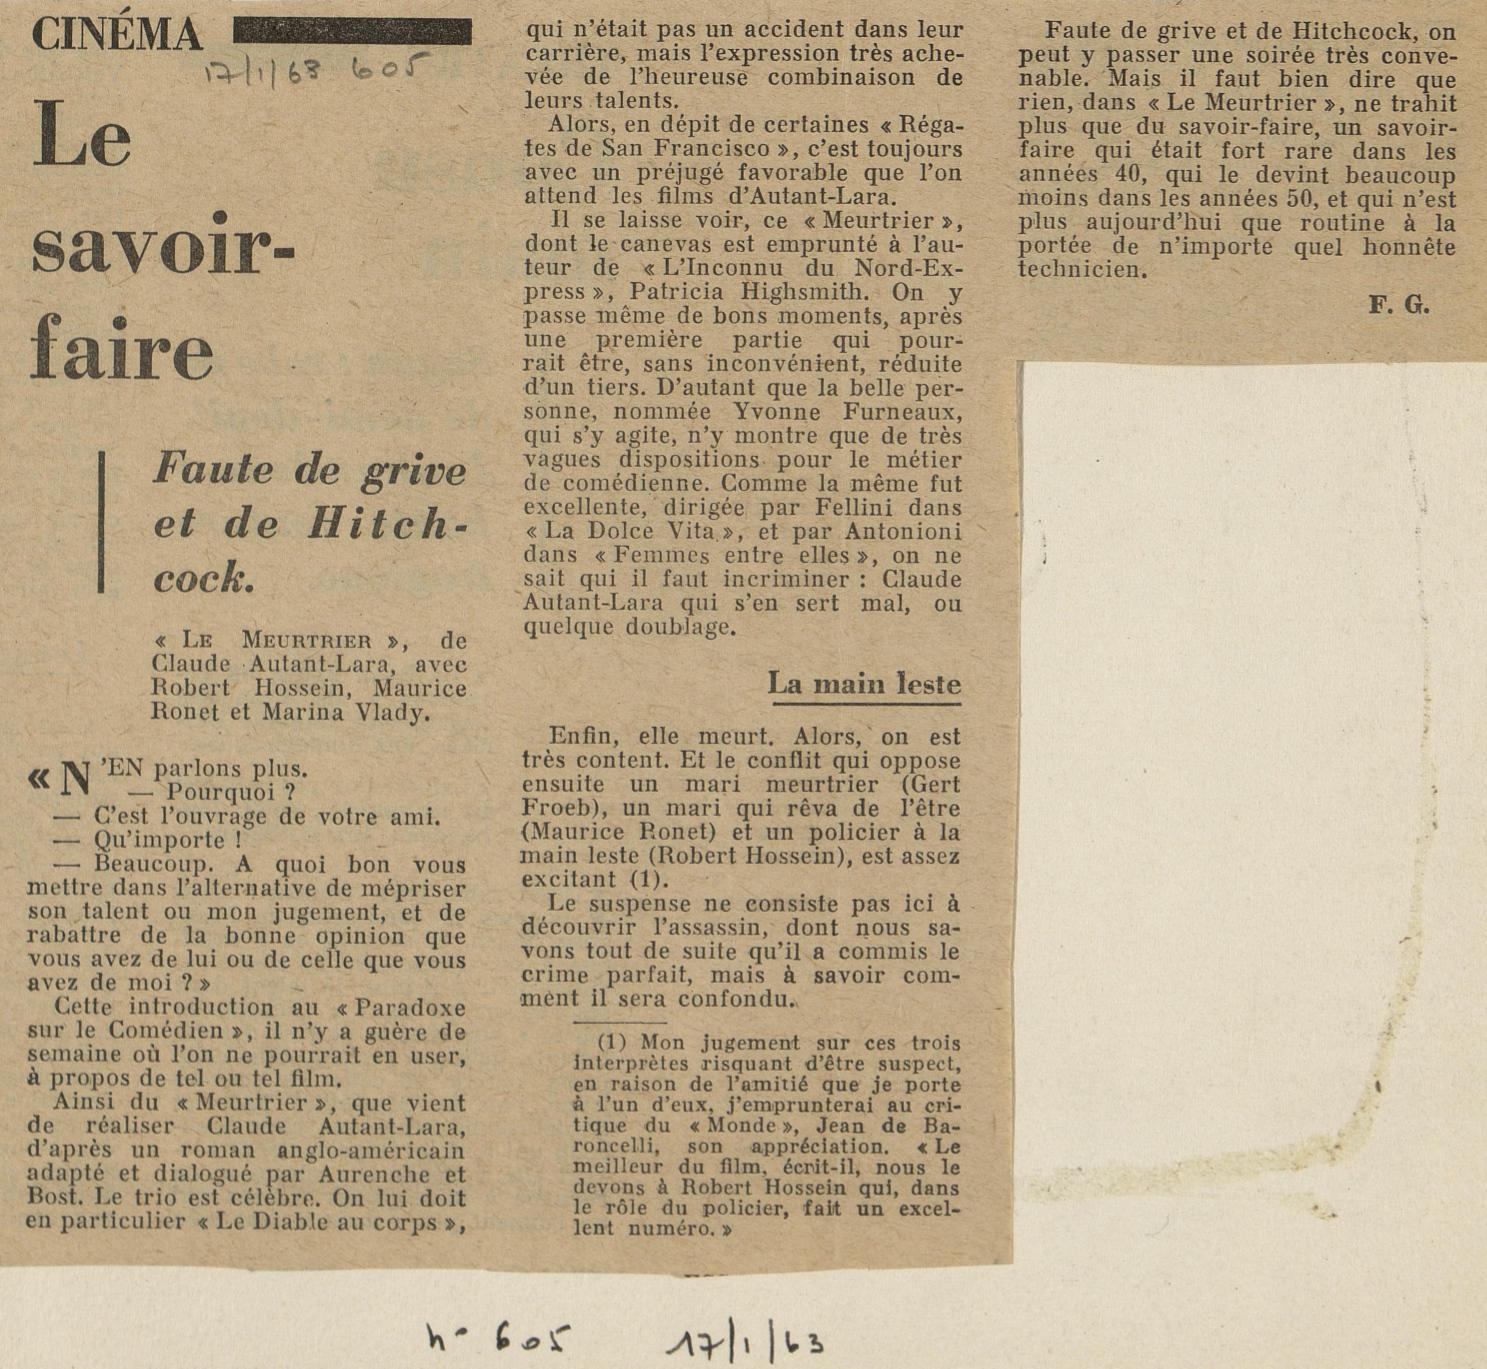 CINÉMA
17/1/63 605
Le
savoir-
faire
Faute de grive
et de Hitch-
cock.
« LE MEURTRIER », de
Claude Autant-Lara, avec
Robert Hossein, Maurice
Ronet et Marina Vlady.
« N'EN parlons plus.
— Pourquoi ?
— C'est l'ouvrage de votre ami.
— Qu'importe !
— Beaucoup. A quoi bon vous
mettre dans l'alternative de mépriser
son talent ou mon jugement, et de
rabattre de la bonne opinion que
vous avez de lui ou de celle que vous
avez de moi ? »
Cette introduction au « Paradoxe
sur le Comédien », il n'y a guère de
semaine où l'on ne pourrait en user,
à propos de tel ou tel film.
Ainsi du « Meurtrier », que vient
de réaliser Claude Autant-Lara,
d'après un roman anglo-américain
adapté et dialogué par Aurenche et
Bost. Le trio est célèbre. On lui doit
en particulier « Le Diable au corps »,
qui n'était pas un accident dans leur
carrière, mais l'expression très ache-
vée de l'heureuse combinaison de
leurs talents.
Alors, en dépit de certaines « Réga-
tes de San Francisco », c'est toujours
avec un préjugé favorable que l'on
attend les films d'Autant-Lara.
Il se laisse voir, ce « Meurtrier »,
dont le canevas est emprunté à l'au-
teur de « L'Inconnu du Nord-Ex-
press », Patricia Highsmith. On y
passe même de bons moments, après
une première partie qui pour-
rait être, sans inconvénient, réduite
d'un tiers. D'autant que la belle per-
sonne, nommée Yvonne Furneaux,
qui s'y agite, n'y montre que de très
vagues dispositions pour le métier
de comédienne. Comme la même fut
excellente, dirigée par Fellini dans
« La Dolce Vita », et par Antonioni
dans « Femmes entre elles », on ne
sait qui il faut incriminer : Claude
Autant-Lara qui s'en sert mal, ou
quelque doublage.
La main leste
Enfin, elle meurt. Alors, on est
très content. Et le conflit qui oppose
ensuite un mari meurtrier (Gert
Froeb), un mari qui rêva de l'être
(Maurice Ronet) et un policier à la
main leste (Robert Hossein), est assez
excitant (1).
Le suspense ne consiste pas ici à
découvrir l'assassin, dont nous sa-
vons tout de suite qu'il a commis le
crime parfait, mais à savoir com-
ment il sera confondu.
(1) Mon jugement sur ces trois
interprètes risquant d'être suspect,
en raison de l'amitié que je porte
à l'un d'eux, j'emprunterai au cri-
tique du « Monde », Jean de Ba-
roncelli, son appréciation. « Le
meilleur du film, écrit-il, nous le
devons à Robert Hossein qui, dans
le rôle du policier, fait un excel-
lent numéro. »
Faute de grive et de Hitchcock, on
peut y passer une soirée très conve-
nable. Mais il faut bien dire que
rien, dans « Le Meurtrier », ne trahit
plus que du savoir-faire, un savoir-
faire qui était fort rare dans les
années 40, qui le devint beaucoup
moins dans les années 50, et qui n'est
plus aujourd'hui que routine à la
portée de n'importe quel honnête
technicien.
F. G.
n° 605 17/1/63